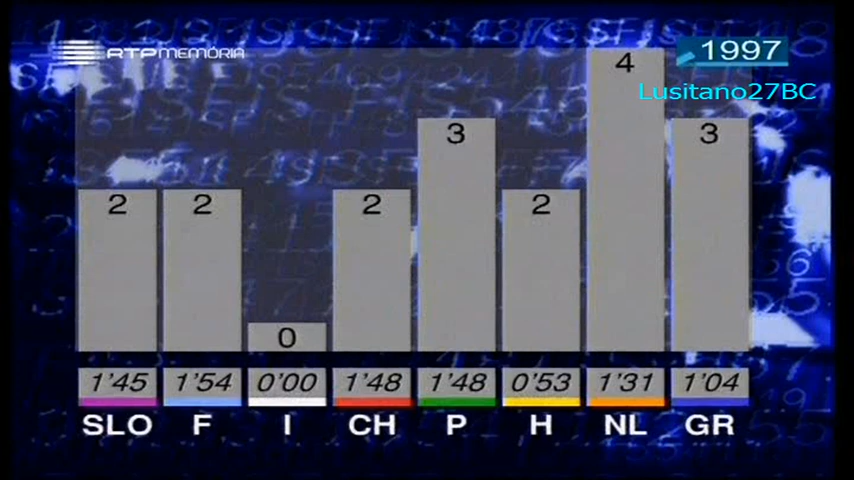 RTP MEMÓRIA
1997
Lusitano27BC
2 2 0 2 3 2 4 3
1'45 1'54 0'00 1'48 1'48 0'53 1'31 1'04
SLO F I CH P H NL GR